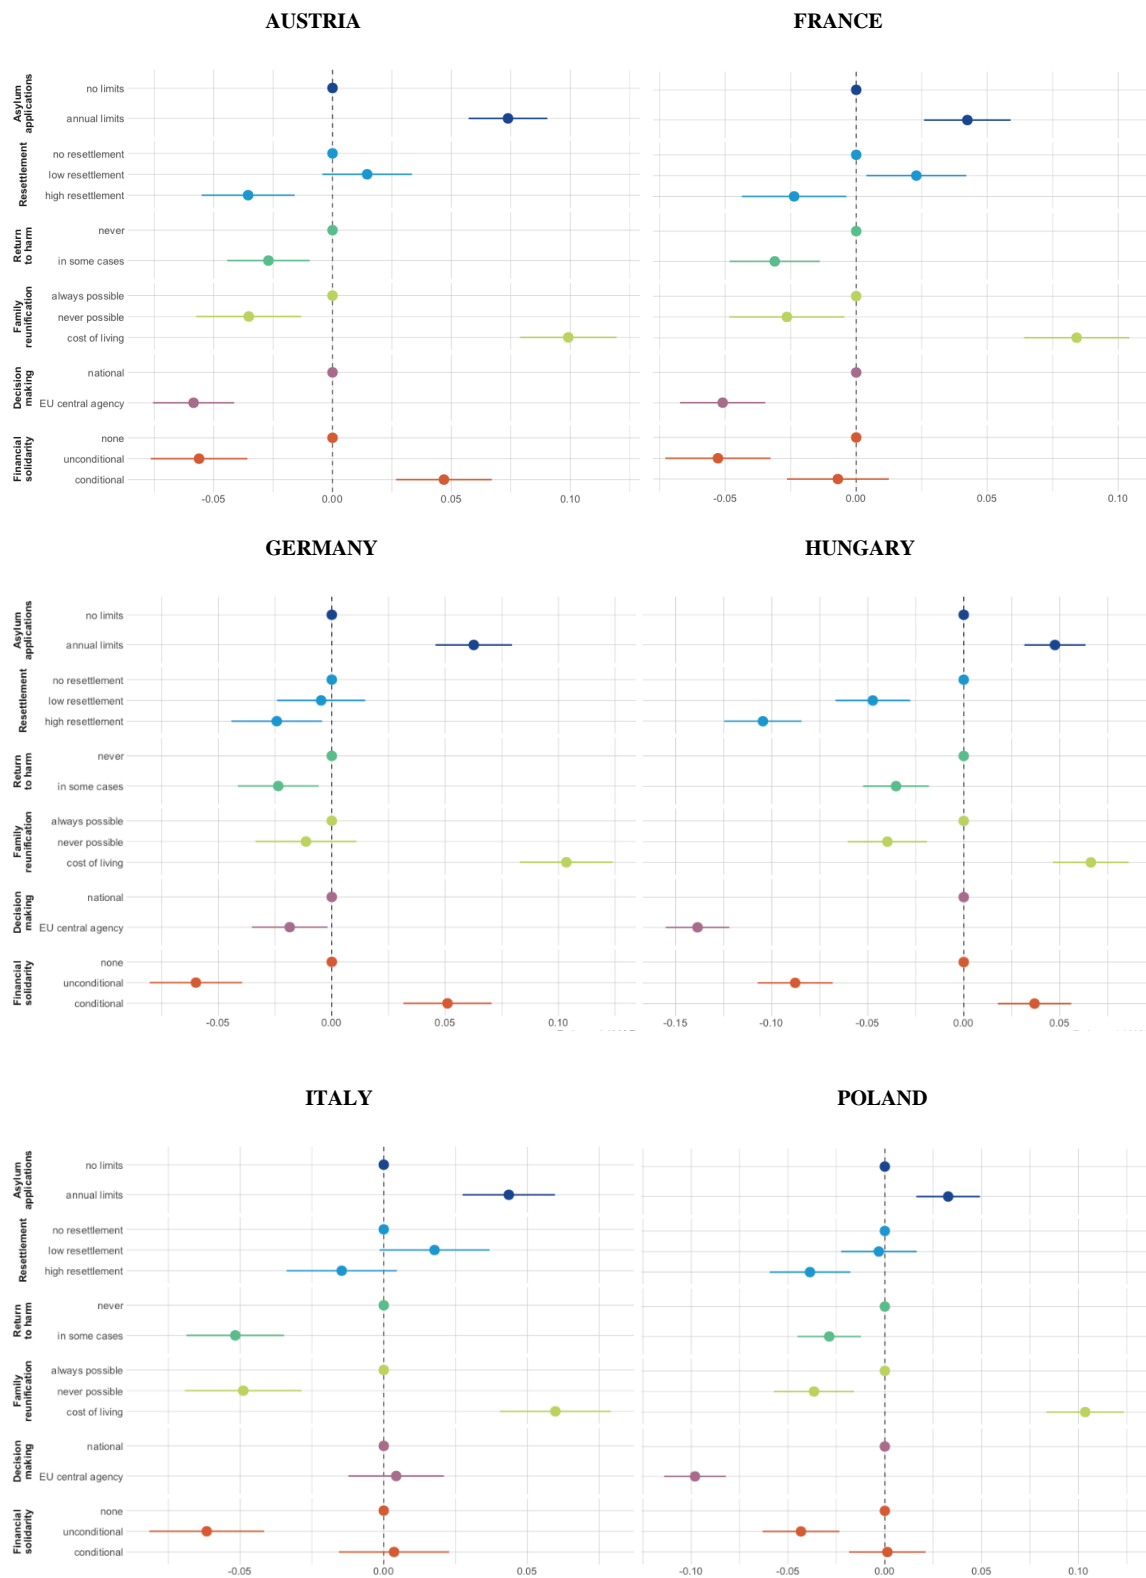 AUSTRIA
Asylum
applications
no limits
annual limits
Resettlement
no resettlement
low resettlement
high resettlement
Return
to harm
never
in some cases
Family
reunification
always possible
never possible
cost of living
Decision
making
national
EU central agency
Financial
solidarity
none
unconditional
conditional
-0.05
0.00
0.05
0.10
FRANCE
-0.05
0.00
0.05
0.10
GERMANY
Asylum
applications
no limits
annual limits
Resettlement
no resettlement
low resettlement
high resettlement
Return
to harm
never
in some cases
Family
reunification
always possible
never possible
cost of living
Decision
making
national
EU central agency
Financial
solidarity
none
unconditional
conditional
-0.05
0.00
0.05
0.10
HUNGARY
-0.15
-0.10
-0.05
0.00
0.05
ITALY
Asylum
applications
no limits
annual limits
Resettlement
no resettlement
low resettlement
high resettlement
Return
to harm
never
in some cases
Family
reunification
always possible
never possible
cost of living
Decision
making
national
EU central agency
Financial
solidarity
none
unconditional
conditional
-0.05
0.00
0.05
POLAND
-0.10
-0.05
0.00
0.05
0.10